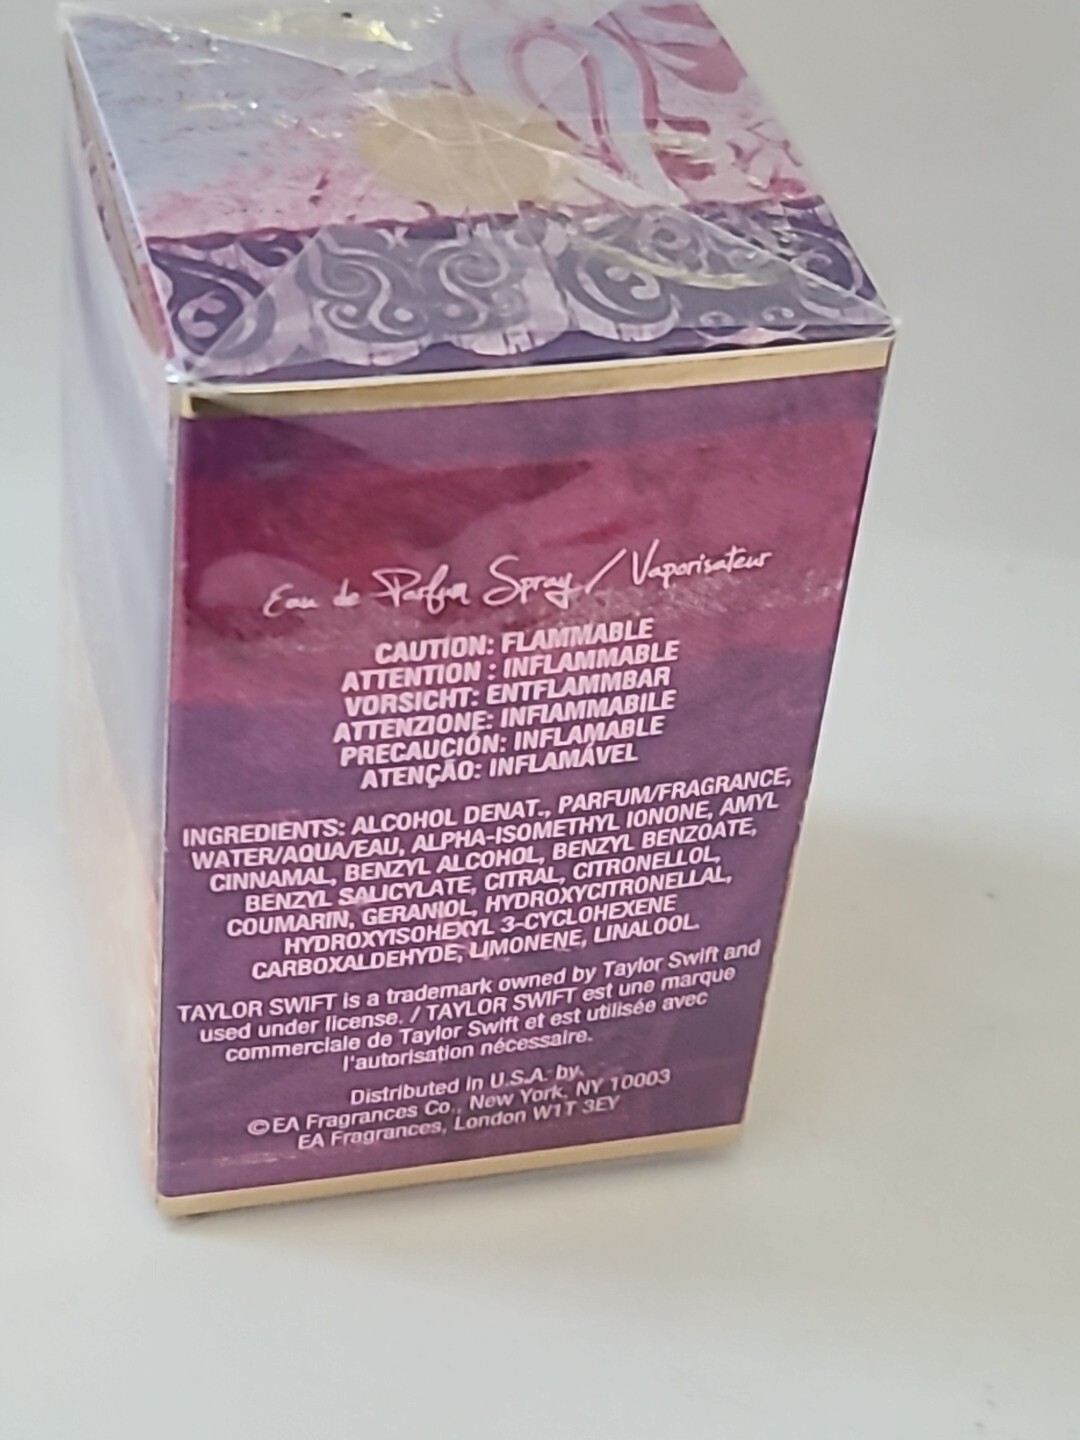 Eau de Parfum Spray / Vaporisateur
CAUTION: FLAMMABLE
ATTENTION : INFLAMMABLE
VORSICHT: ENTFLAMMBAR
ATTENZIONE: INFIAMMABILE
PRECAUCIÓN: INFLAMABLE
ATENÇÃO: INFLAMÁVEL
INGREDIENTS: ALCOHOL DENAT., PARFUM/FRAGRANCE,
WATER/AQUA/EAU, ALPHA-ISOMETHYL IONONE, AMYL
CINNAMAL, BENZYL ALCOHOL, BENZYL BENZOATE,
BENZYL SALICYLATE, CITRAL, CITRONELLOL,
COUMARIN, GERANIOL, HYDROXYCITRONELLAL,
HYDROXYISOHEXYL 3-CYCLOHEXENE
CARBOXALDEHYDE, LIMONENE, LINALOOL.
TAYLOR SWIFT is a trademark owned by Taylor Swift and
used under license. / TAYLOR SWIFT est une marque
commerciale de Taylor Swift et est utilisée avec
l'autorisation nécessaire.
Distributed in U.S.A. by.
©EA Fragrances Co., New York, NY 10003
EA Fragrances, London W1T 3EY